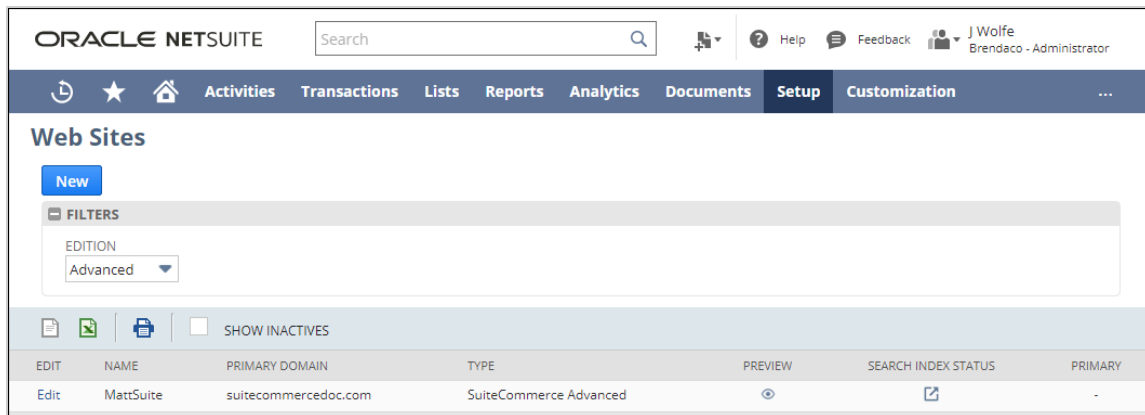 ORACLE NETSUITE Search Help Feedback J Wolfe
Brendaco - Administrator
Activities Transactions Lists Reports Analytics Documents Setup Customization ...
Web Sites
New
FILTERS
EDITION
Advanced
SHOW INACTIVES
EDIT NAME PRIMARY DOMAIN TYPE PREVIEW SEARCH INDEX STATUS PRIMARY
Edit MattSuite suitecommercedoc.com SuiteCommerce Advanced -